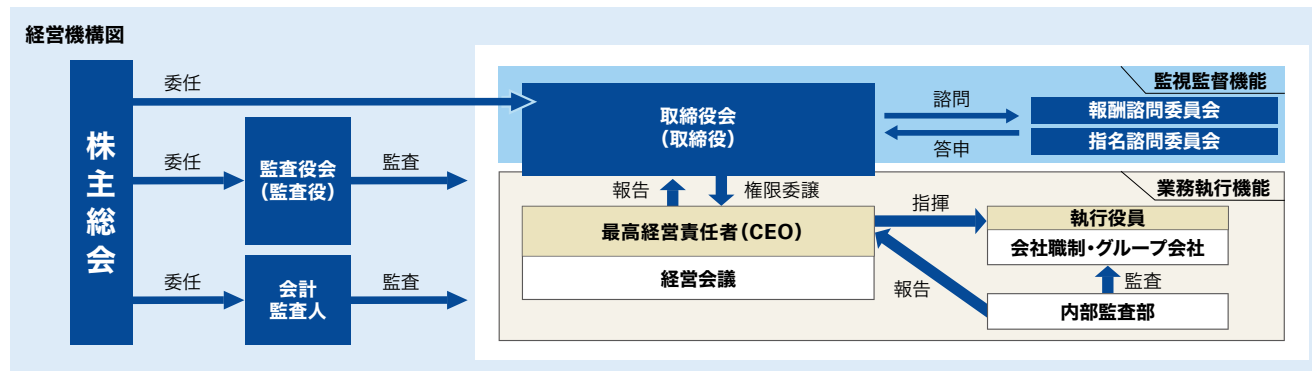 経営機構図
株主総会
委任
委任
監査役会
(監査役)
監査
委任
会計
監査人
監査
監視監督機能
取締役会
(取締役)
諮問
答申
報酬諮問委員会
指名諮問委員会
業務執行機能
報告
権限委譲
最高経営責任者(CEO)
経営会議
指揮
執行役員
会社職制・グループ会社
報告
監査
内部監査部